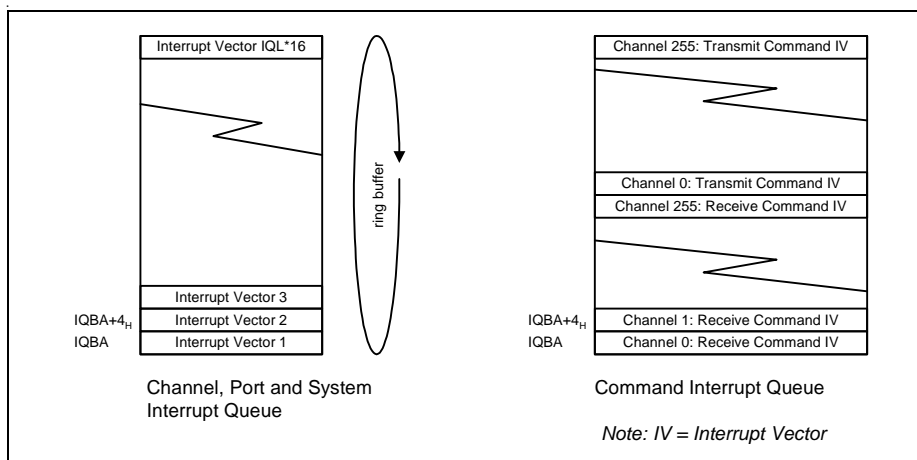 Interrupt Vector IQL*16
ring buffer
Interrupt Vector 3
IQBA+4H Interrupt Vector 2
IQBA Interrupt Vector 1
Channel, Port and System
Interrupt Queue
Channel 255: Transmit Command IV
Channel 0: Transmit Command IV
Channel 255: Receive Command IV
IQBA+4H Channel 1: Receive Command IV
IQBA Channel 0: Receive Command IV
Command Interrupt Queue
Note: IV = Interrupt Vector